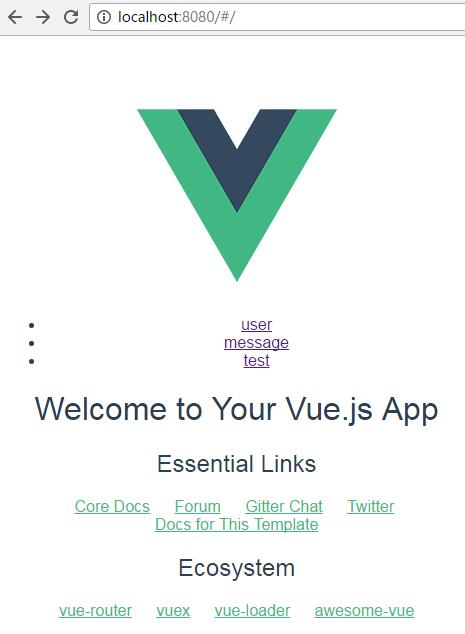 localhost:8080/#/
user
message
test
Welcome to Your Vue.js App
Essential Links
Core Docs Forum Gitter Chat Twitter
Docs for This Template
Ecosystem
vue-router vuex vue-loader awesome-vue